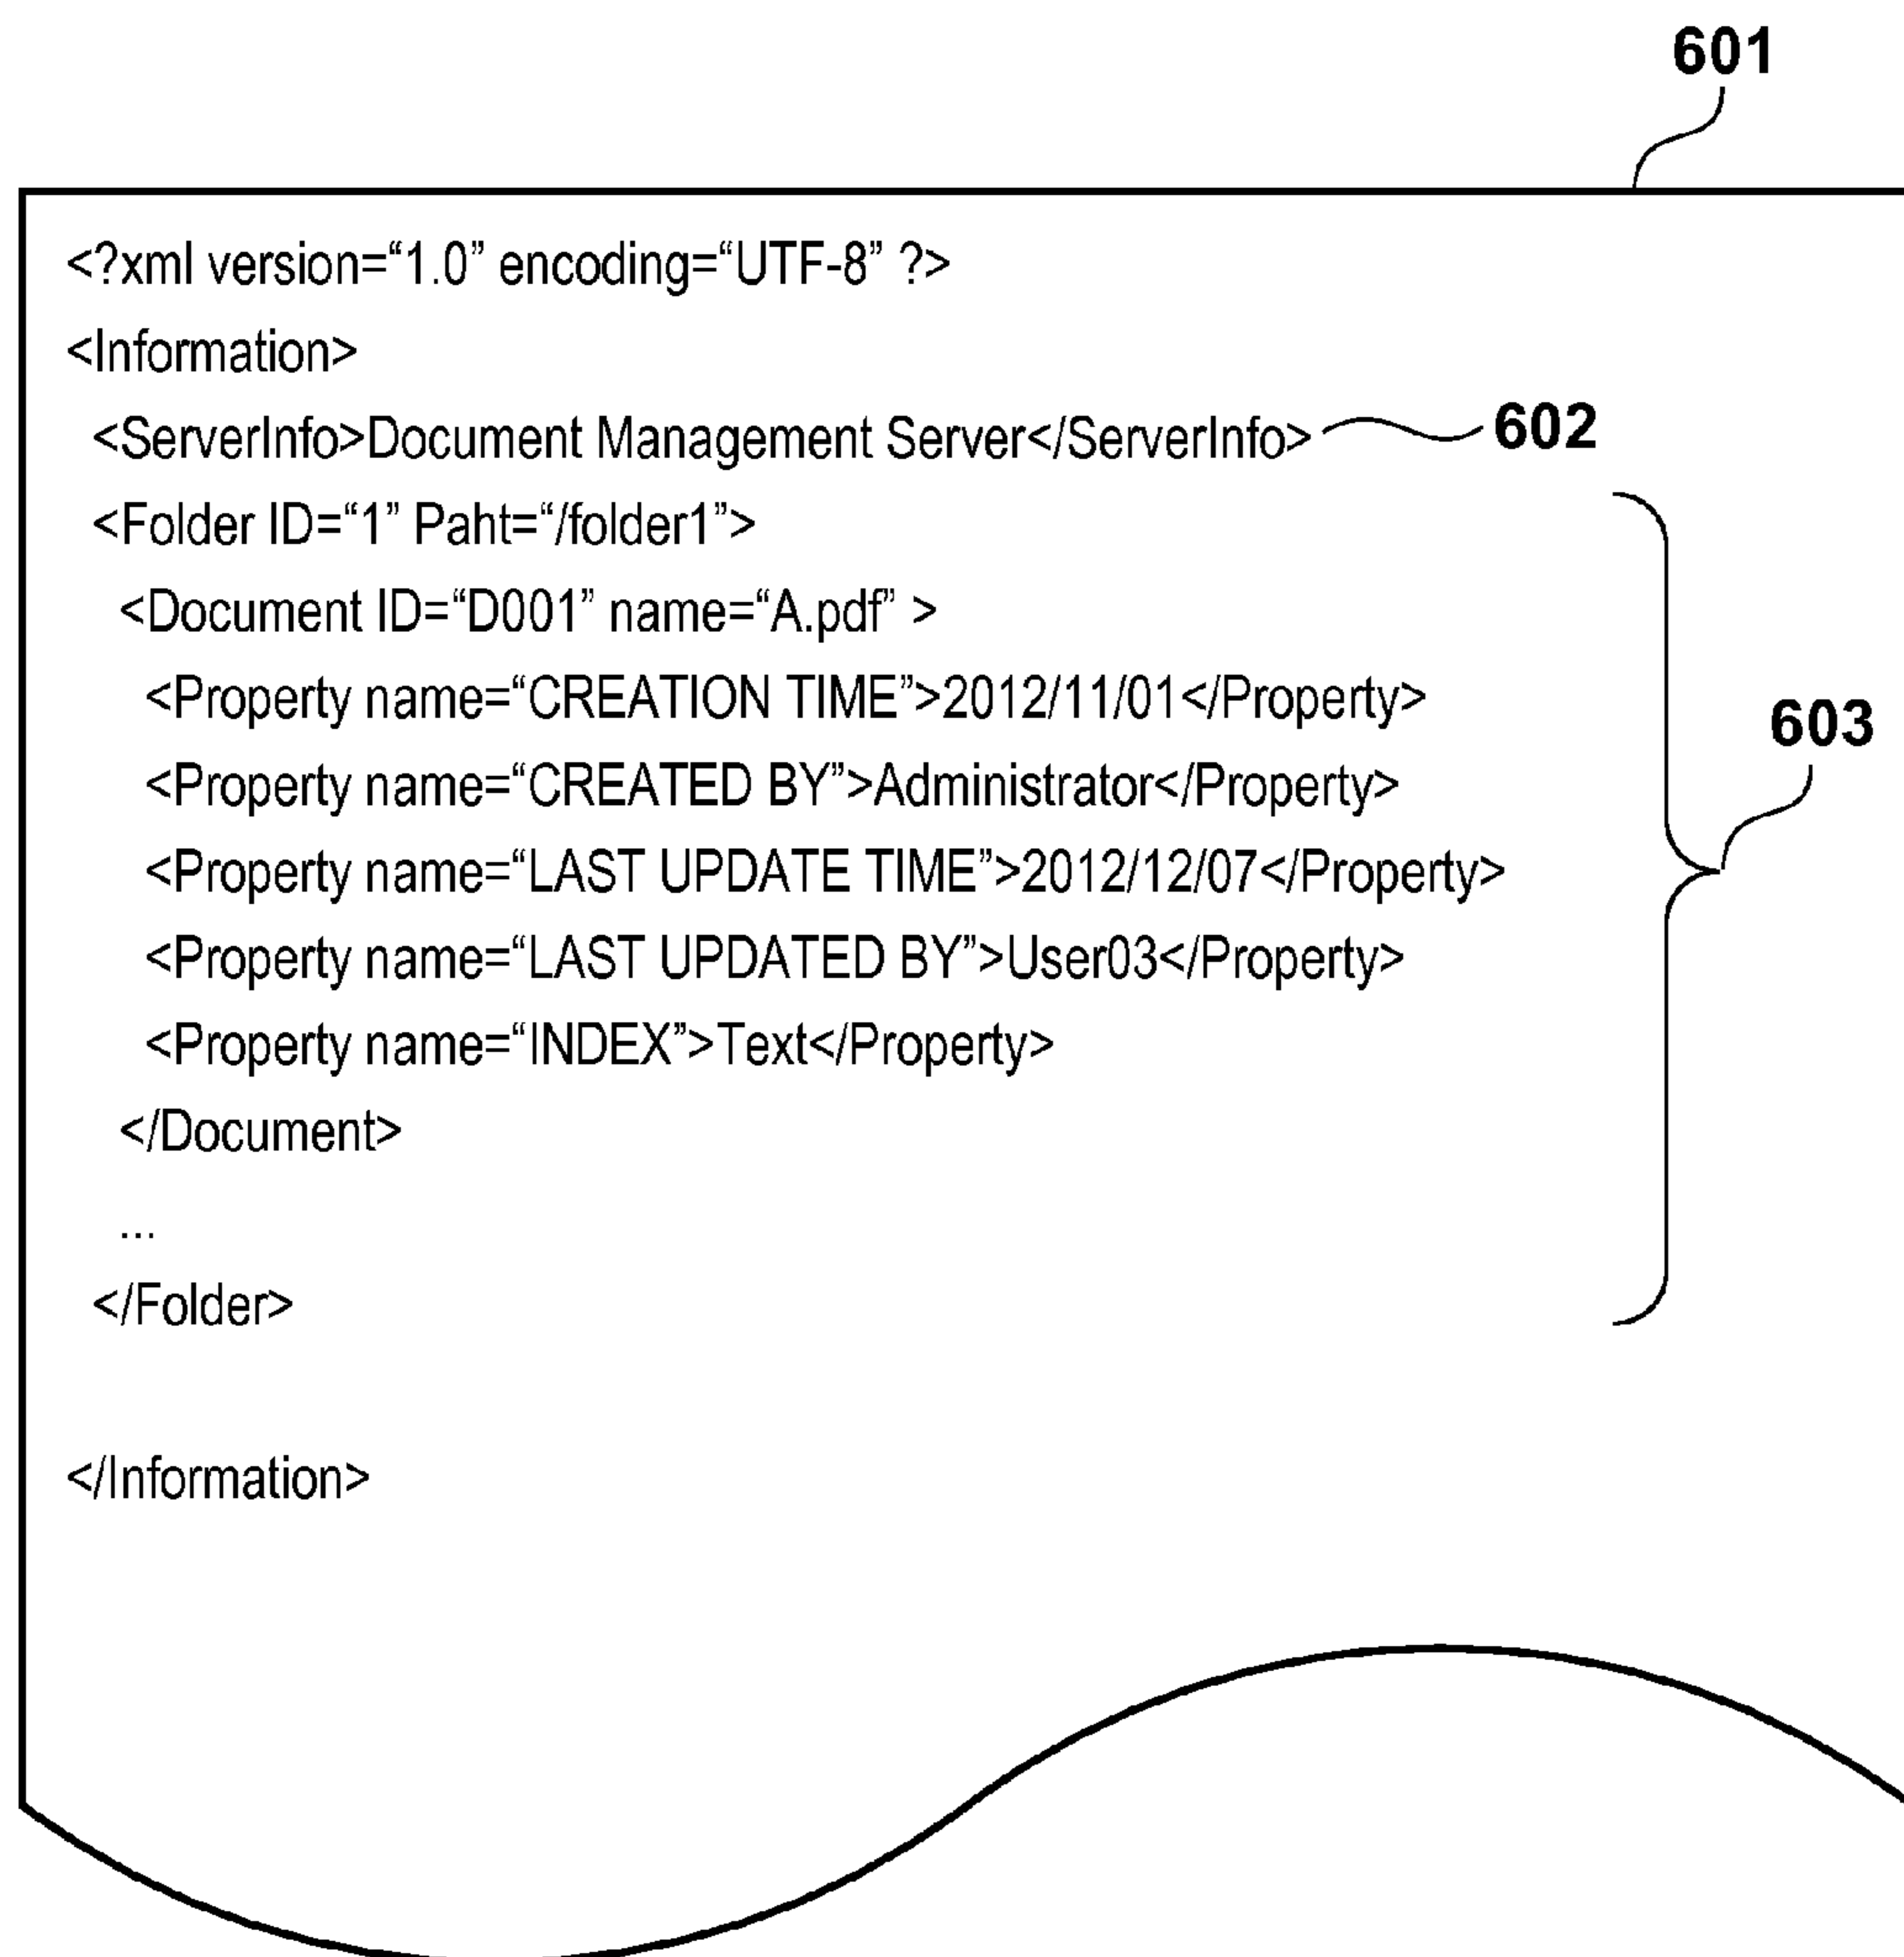 601
<?xml version=“1.0” encoding=“UTF-8” ?>
<Information>
<ServerInfo>Document Management Server</ServerInfo> 602
<Folder ID=“1” Paht=“/folder1”>
<Document ID=“D001” name=“A.pdf” >
<Property name=“CREATION TIME”>2012/11/01</Property>
603
<Property name=“CREATED BY”>Administrator</Property>
<Property name=“LAST UPDATE TIME”>2012/12/07</Property>
<Property name=“LAST UPDATED BY”>User03</Property>
<Property name=“INDEX”>Text</Property>
</Document>
...
</Folder>
</Information>